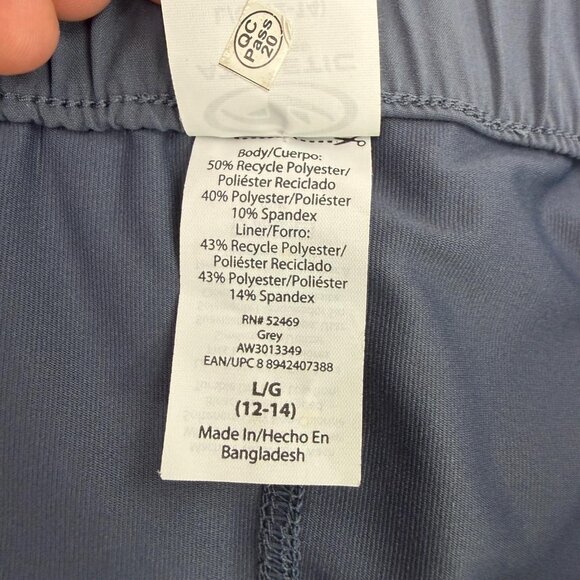 QC
Pass
20
Body/Cuerpo:
50% Recycle Polyester/
Poliéster Reciclado
40% Polyester/Poliéster
10% Spandex
Liner/Forro:
43% Recycle Polyester/
Poliéster Reciclado
43% Polyester/Poliéster
14% Spandex
RN# 52469
Grey
AW3013349
EAN/UPC 8 8942407388
L/G
(12-14)
Made In/Hecho En
Bangladesh